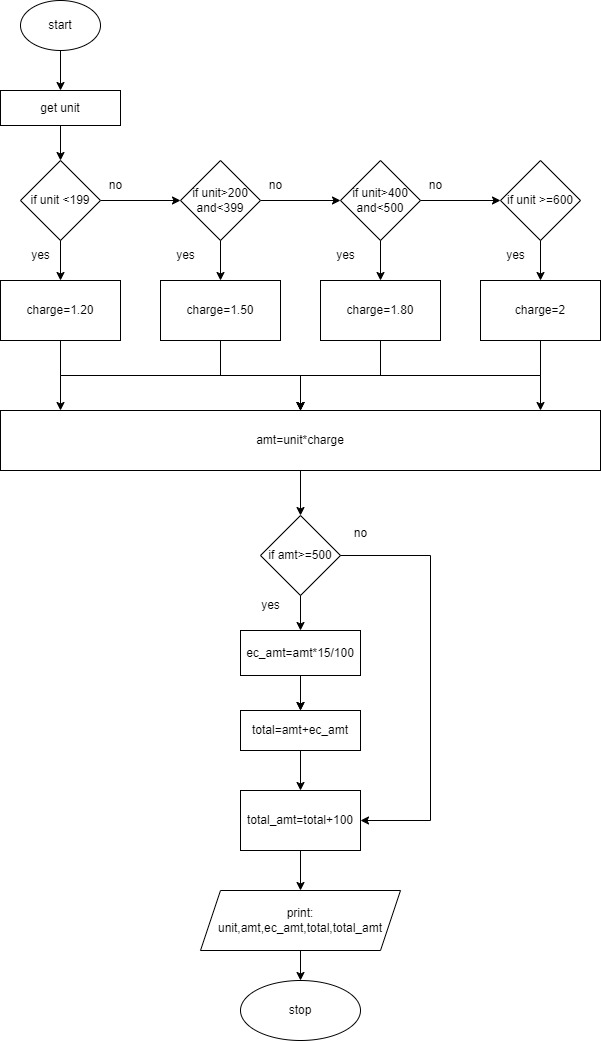 start
get unit
if unit <199
no
if unit>200
and<399
no
if unit>400
and<500
no
if unit >=600
yes
yes
yes
yes
charge=1.20
charge=1.50
charge=1.80
charge=2
amt=unit*charge
if amt>=500
no
yes
ec_amt=amt*15/100
total=amt+ec_amt
total_amt=total+100
print:
unit,amt,ec_amt,total,total_amt
stop